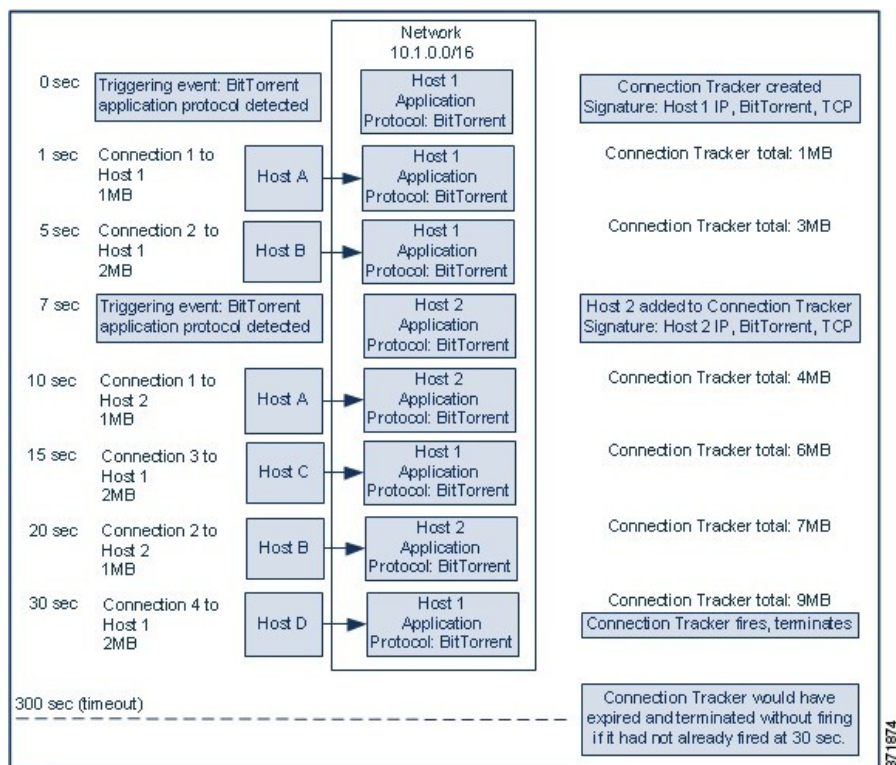 Network
10.1.0.0/16
0 sec
Triggering event: BitTorrent
application protocol detected
Host 1
Application
Protocol: BitTorrent
Connection Tracker created
Signature: Host 1 IP, BitTorrent, TCP
1 sec
Connection 1 to
Host 1
1MB
Host A
Host 1
Application
Protocol: BitTorrent
Connection Tracker total: 1MB
5 sec
Connection 2 to
Host 1
2MB
Host B
Host 1
Application
Protocol: BitTorrent
Connection Tracker total: 3MB
7 sec
Triggering event: BitTorrent
application protocol detected
Host 2
Application
Protocol: BitTorrent
Host 2 added to Connection Tracker
Signature: Host 2 IP, BitTorrent, TCP
10 sec
Connection 1 to
Host 2
1MB
Host A
Host 2
Application
Protocol: BitTorrent
Connection Tracker total: 4MB
15 sec
Connection 3 to
Host 1
2MB
Host C
Host 1
Application
Protocol: BitTorrent
Connection Tracker total: 6MB
20 sec
Connection 2 to
Host 2
1MB
Host B
Host 2
Application
Protocol: BitTorrent
Connection Tracker total: 7MB
30 sec
Connection 4 to
Host 1
2MB
Host D
Host 1
Application
Protocol: BitTorrent
Connection Tracker total: 9MB
Connection Tracker fires, terminates
300 sec (timeout)
Connection Tracker would have
expired and terminated without firing
if it had not already fired at 30 sec.
371874